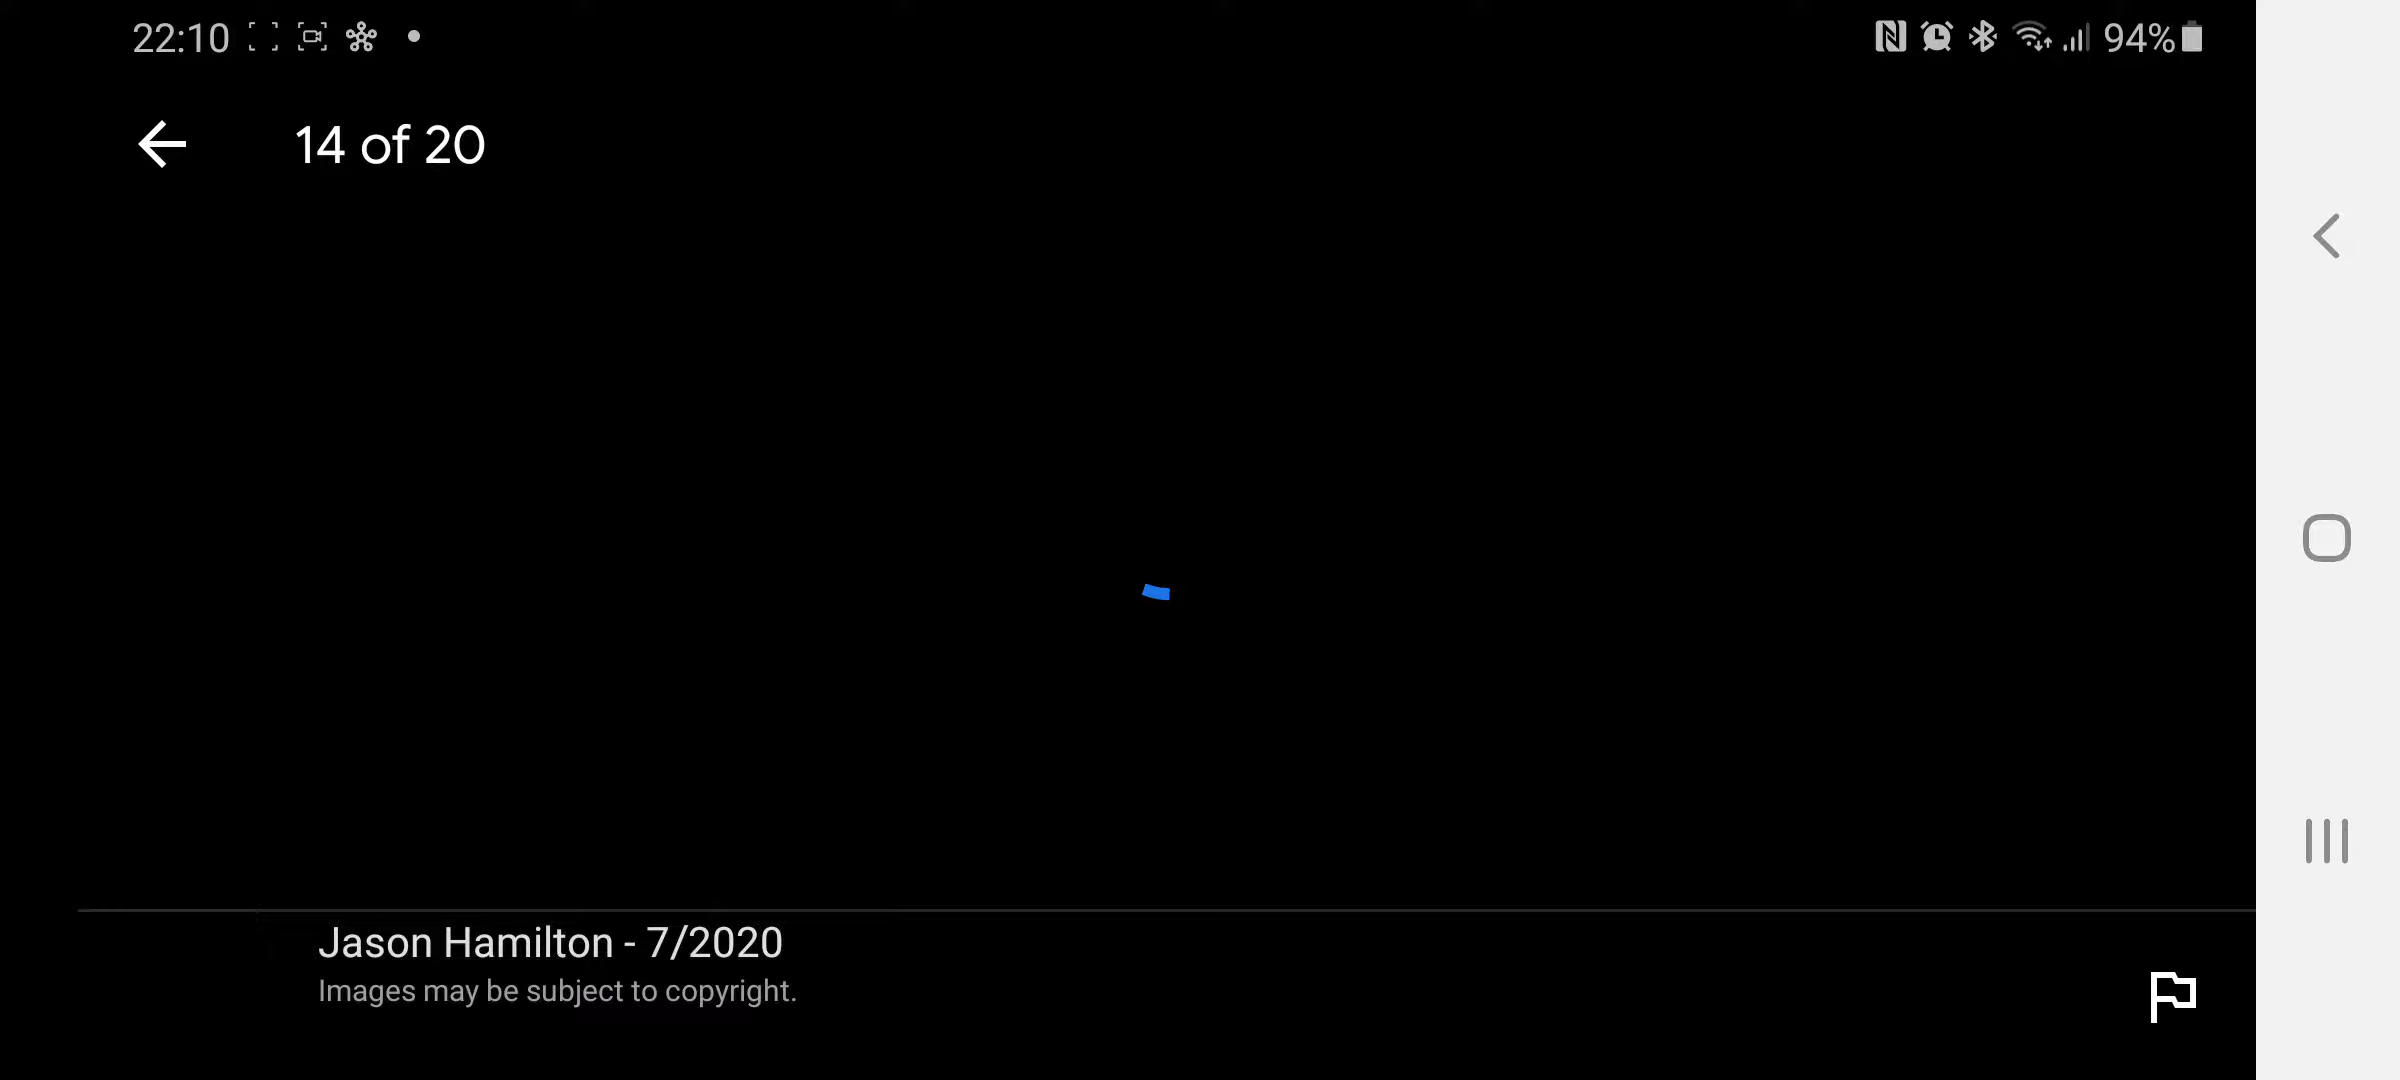 22:10
94%
14 of 20
Jason Hamilton - 7/2020
Images may be subject to copyright.